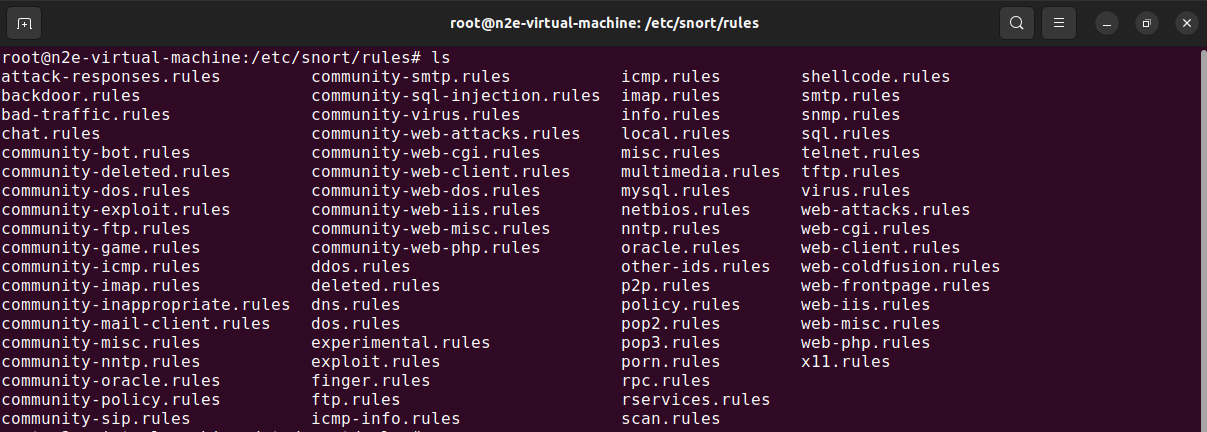 root@n2e-virtual-machine: /etc/snort/rules
root@n2e-virtual-machine:/etc/snort/rules# ls
attack-responses.rules community-smtp.rules icmp.rules shellcode.rules
backdoor.rules community-sql-injection.rules imap.rules smtp.rules
bad-traffic.rules community-virus.rules info.rules snmp.rules
chat.rules community-web-attacks.rules local.rules sql.rules
community-bot.rules community-web-cgi.rules misc.rules telnet.rules
community-deleted.rules community-web-client.rules multimedia.rules tftp.rules
community-dos.rules community-web-dos.rules mysql.rules virus.rules
community-exploit.rules community-web-iis.rules netbios.rules web-attacks.rules
community-ftp.rules community-web-misc.rules nntp.rules web-cgi.rules
community-game.rules community-web-php.rules oracle.rules web-client.rules
community-icmp.rules ddos.rules other-ids.rules web-coldfusion.rules
community-imap.rules deleted.rules p2p.rules web-frontpage.rules
community-inappropriate.rules dns.rules policy.rules web-iis.rules
community-mail-client.rules dos.rules pop2.rules web-misc.rules
community-misc.rules experimental.rules pop3.rules web-php.rules
community-nntp.rules exploit.rules porn.rules x11.rules
community-oracle.rules finger.rules rpc.rules
community-policy.rules ftp.rules rservices.rules
community-sip.rules icmp-info.rules scan.rules